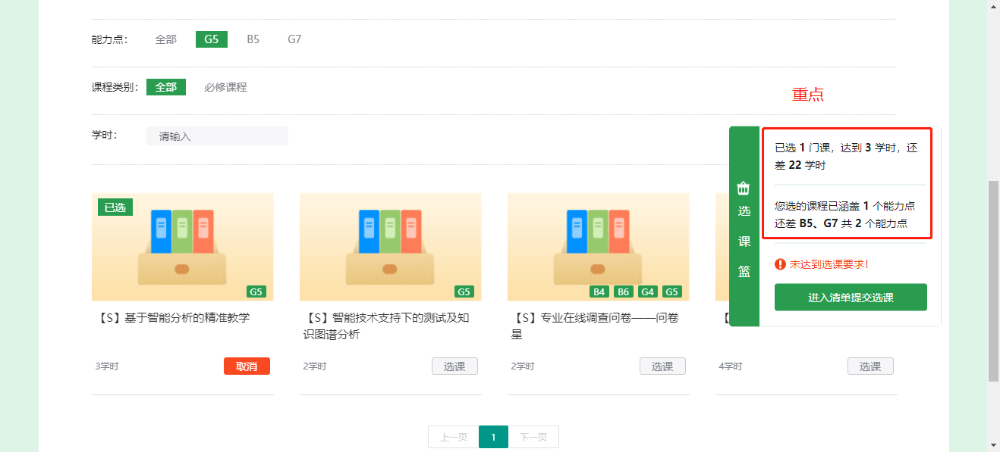 能力点： 全部 G5 B5 G7
课程类别： 全部 必修课程
重点
学时： 请输入
已选 1 门课，达到 3 学时，还
差 22 学时
您选的课程已涵盖 1 个能力点
还差 B5、G7 共 2 个能力点
未达到选课要求！
进入清单提交选课
选
课
篮
已选
G5
【S】基于智能分析的精准教学
3学时
取消
G5
【S】智能技术支持下的测试及知
识图谱分析
2学时
选课
B4 B6 G4 G5
【S】专业在线调查问卷——问卷
星
2学时
选课
【
4学时
选课
上一页 1 下一页